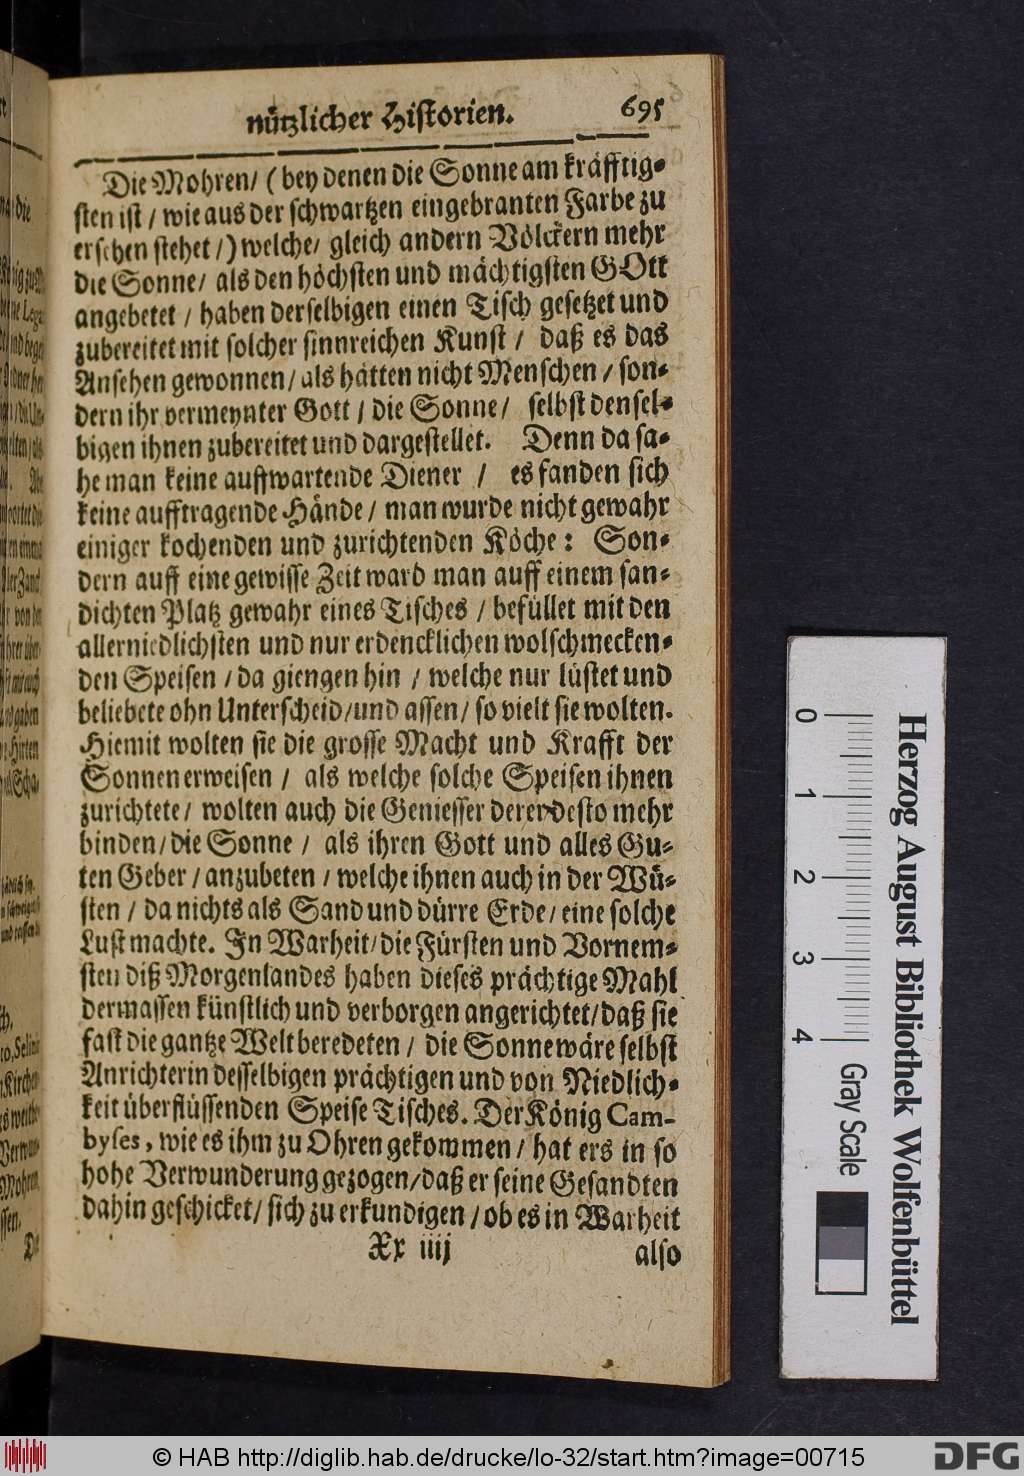 nützlicher Historien. 695
Die Mohren/ (bey denen die Sonne am kräfftig-
sten ist / wie aus der schwartzen eingebranten Farbe zu
ersehen stehet /) welche/ gleich andern Völckern mehr
die Sonne/ als den höchsten und mächtigsten GOtt
angebetet / haben derselbigen einen Tisch gesetzet und
zubereitet mit solcher sinnreichen Kunst / daß es das
Ansehen gewonnen/ als hätten nicht Menschen / son-
dern ihr vermeynter Gott / die Sonne/ selbst densel-
bigen ihnen zubereitet und dargestellet. Denn da sa-
he man keine auffwartende Diener / es fanden sich
keine aufftragende Hände / man wurde nicht gewahr
einiger kochenden und zurichtenden Köche: Son-
dern auff eine gewisse Zeit ward man auff einem san-
dichten Platz gewahr eines Tisches / befüllet mit den
allerniedlichsten und nur erdencklichen wolschmecken-
den Speisen / da giengen hin / welche nur lüstet und
beliebete ohn Unterscheid/und assen/ so vielt sie wolten.
Hiemit wolten sie die grosse Macht und Krafft der
Sonnen erweisen / als welche solche Speisen ihnen
zurichtete/ wolten auch die Geniesser derer desto mehr
binden/ die Sonne / als ihren Gott und alles Gu-
ten Geber / anzubeten / welche ihnen auch in der Wü-
sten / da nichts als Sand und dürre Erde/ eine solche
Lust machte. In Warheit/ die Fürsten und Vornem-
sten diß Morgenlandes haben dieses prächtige Mahl
dermassen künstlich und verborgen angerichtet/daß sie
fast die gantze Welt beredeten / die Sonne wäre selbst
Anrichterin desselbigen prächtigen und von Niedlich-
keit überflüssenden Speise Tisches. Der König Cam-
byses, wie es ihm zu Ohren gekommen / hat ers in so
hohe Verwunderung gezogen/daß er seine Gesandten
dahin geschicket/ sich zu erkundigen / ob es in Warheit
Xx iiij also
0 1 2 3 4 Gray Scale
Herzog August Bibliothek Wolfenbüttel
© HAB http://diglib.hab.de/drucke/lo-32/start.htm?image=00715
DFG